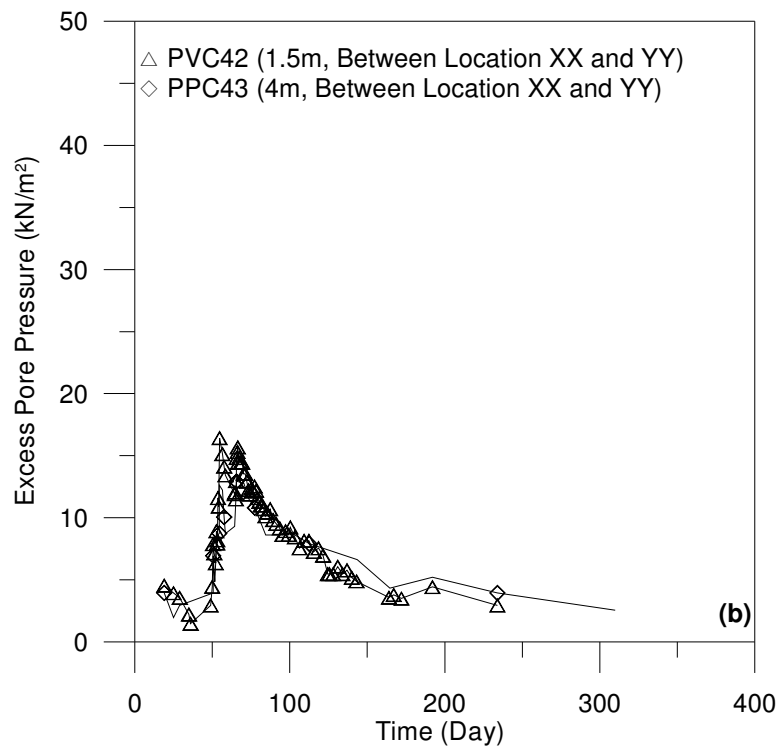 50
△ PVC42 (1.5m, Between Location XX and YY)
◇ PPC43 (4m, Between Location XX and YY)
40
30
20
10
0
Excess Pore Pressure (kN/m²)
(b)
0 100 200 300 400
Time (Day)